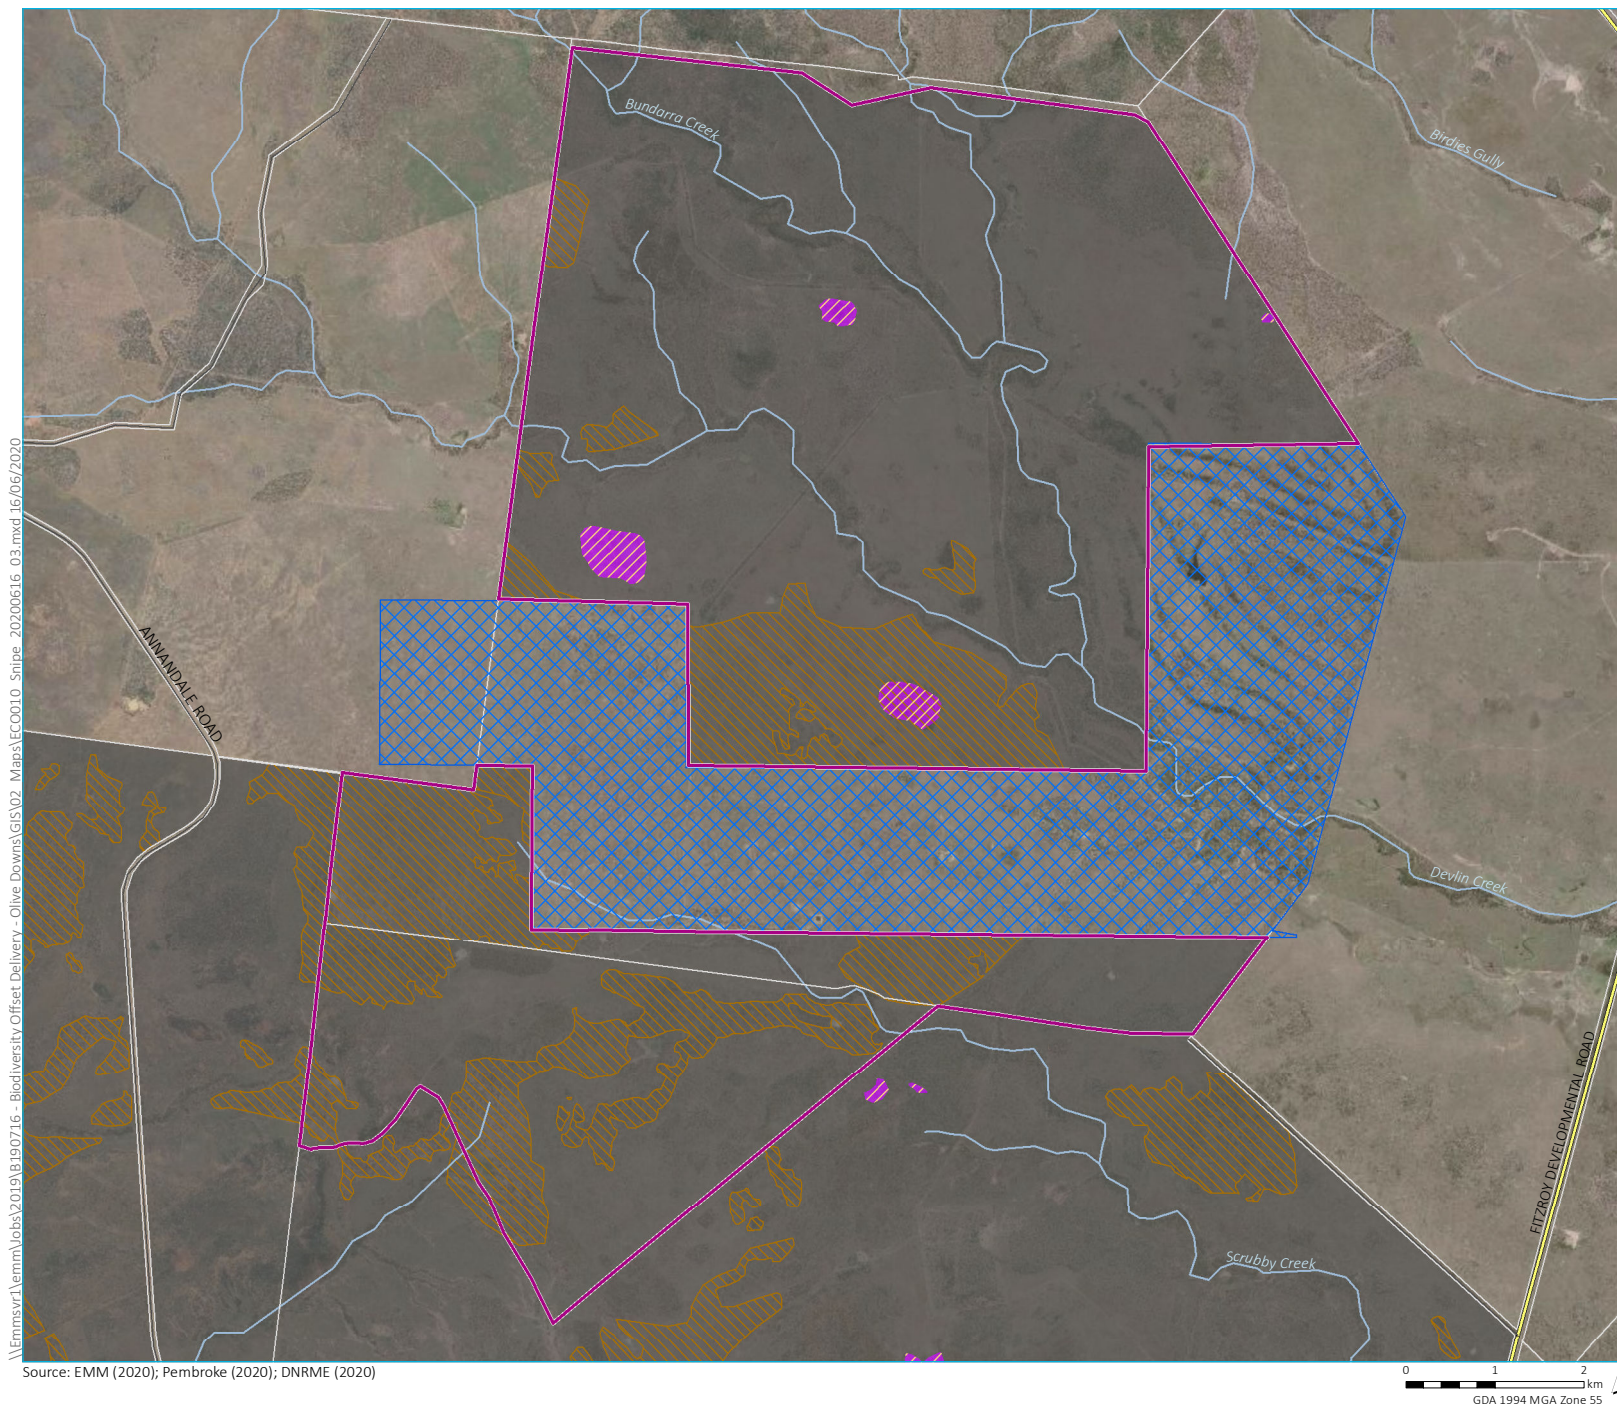 Bundarra Creek
Birdies Gully
ANNANDALE ROAD
Devlin Creek
FITZROY DEVELOPMENTAL ROAD
Scrubby Creek
\\Emmsvr1\emm\Jobs\2019\B190716 - Biodiversity Offset Delivery - Olive Downs\GIS\02_Maps\ECO010_Snipe_20200616_03.mxd 16/06/2020
Source: EMM (2020); Pembroke (2020); DNRME (2020)
0 1 2
km
GDA 1994 MGA Zone 55